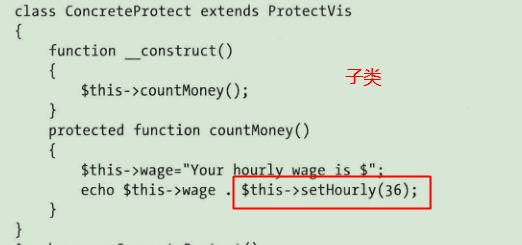 class ConcreteProtect extends ProtectVis
{
function __construct()
{
$this->countMoney();
}
子类
protected function countMoney()
{
$this->wage="Your hourly wage is $";
echo $this->wage . $this->setHourly(36);
}
}